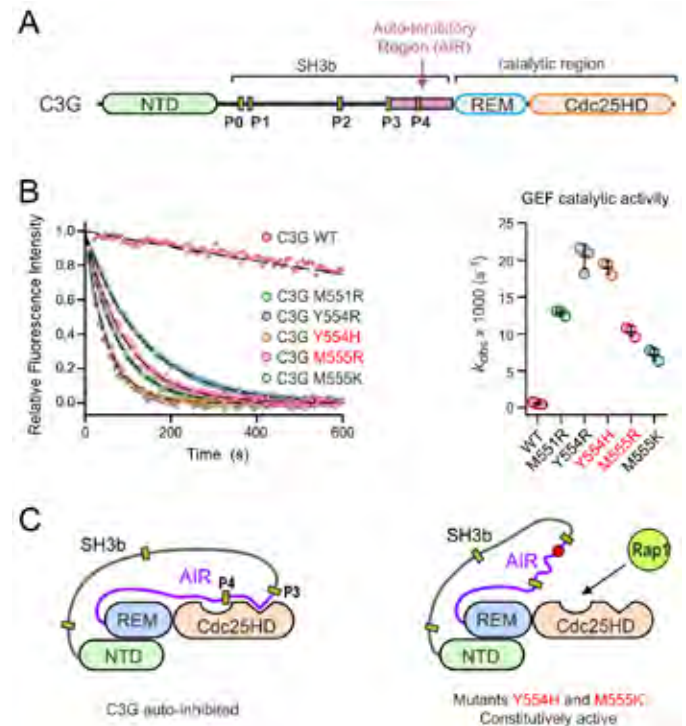 A
Auto-Inhibitory
Region (AIR)
SH3b
catalytic region
C3G
NTD
REM
Cdc25HD
P0
P1
P2
P3
P4
B
Relative Fluorescence Intensity
1.0
0.8
0.6
0.4
0.2
0.0
0
200
400
600
Time (s)
C3G WT
C3G M551R
C3G Y554R
C3G Y554H
C3G M555R
C3G M555K
GEF catalytic activity
kobs x 1000 (s⁻¹)
25
20
15
10
5
0
WT
M551R
Y554R
Y554H
M555R
M555K
C
SH3b
AIR
P4
P3
REM
Cdc25HD
NTD
C3G auto-inhibited
SH3b
AIR
Rap1
REM
Cdc25HD
NTD
Mutants Y554H and M555K
Constitutively active